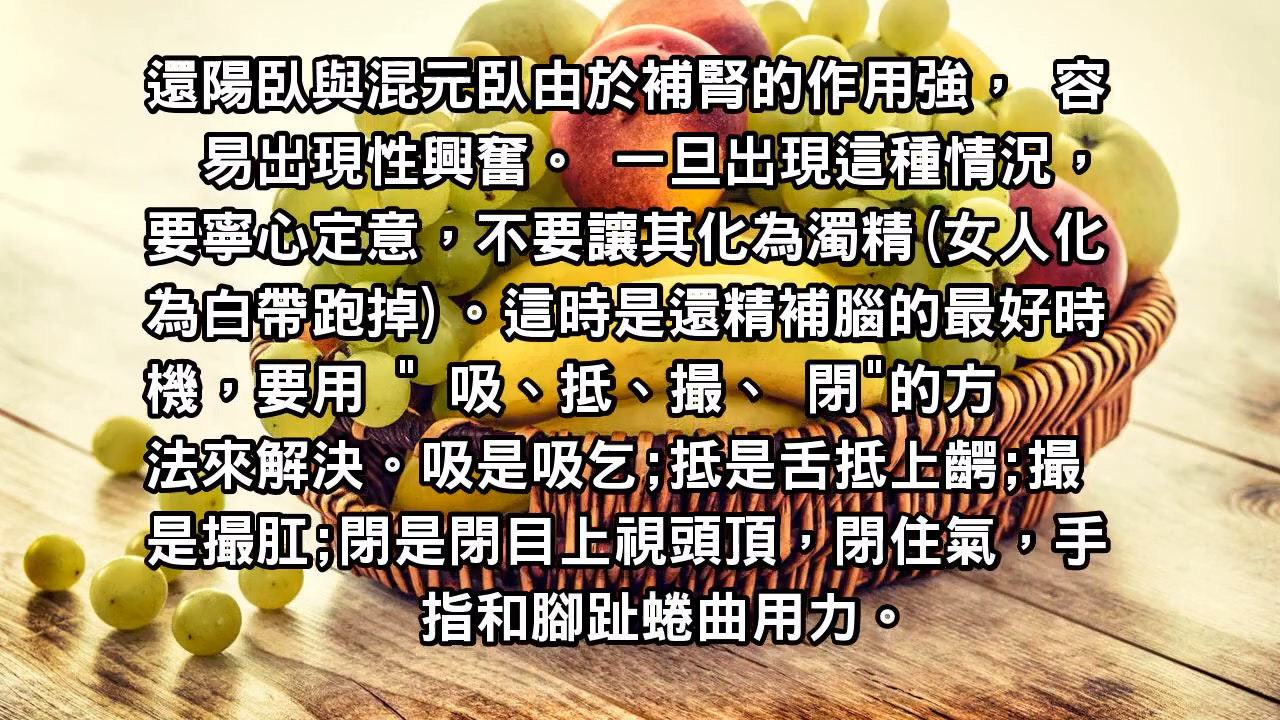 還陽臥與混元臥由於補腎的作用強， 容
易出現性興奮。 一旦出現這種情況，
要寧心定意，不要讓其化為濁精(女人化
為白帶跑掉)。這時是還精補腦的最好時
機，要用 " 吸、抵、撮、 閉"的方
法來解決。吸是吸乞;抵是舌抵上齶;撮
是撮肛;閉是閉目上視頭頂，閉住氣，手
指和腳趾蜷曲用力。